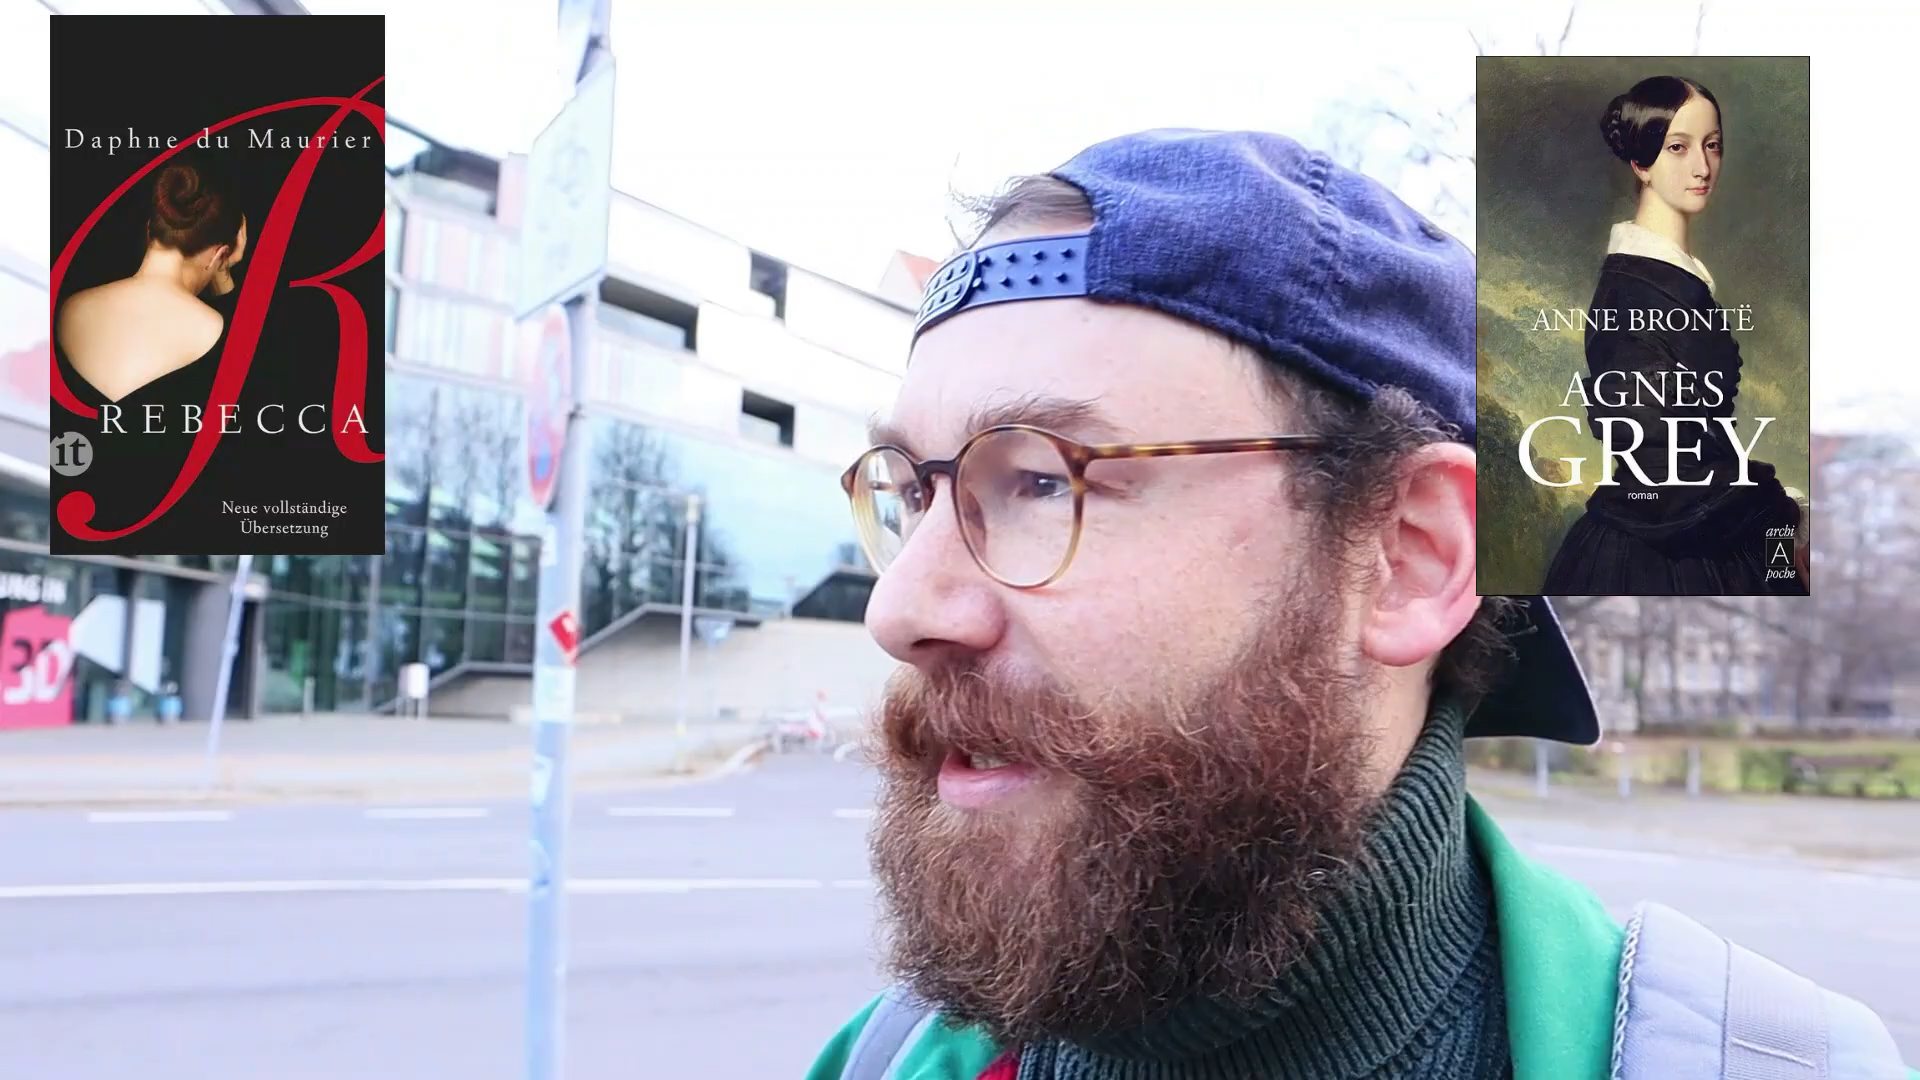 Daphne du Maurier
REBECCA
it
Neue vollständige
Übersetzung
ANNE BRONTË
AGNÈS
GREY
roman
archi
A
poche
3D